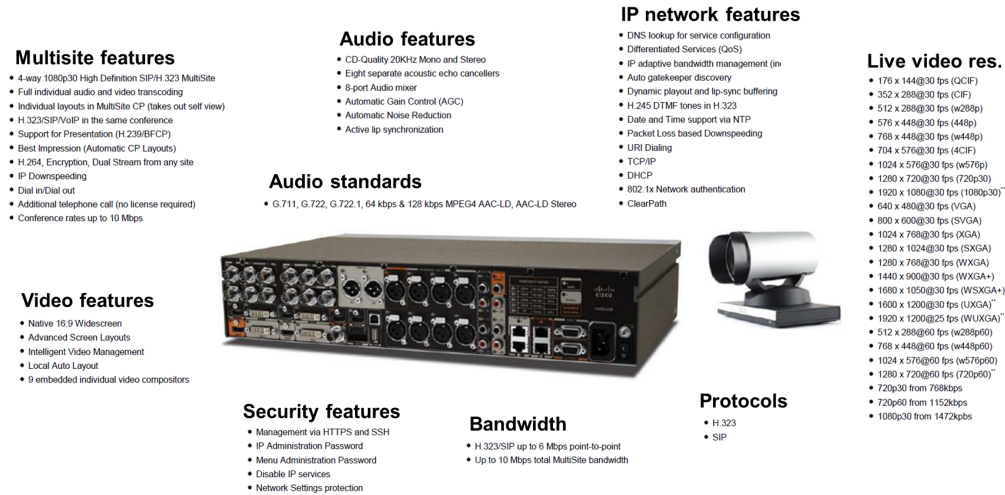 Multisite features
• 4-way 1080p30 High Definition SIP/H.323 MultiSite
• Full individual audio and video transcoding
• Individual layouts in MultiSite CP (takes out self view)
• H.323/SIP/VoIP in the same conference
• Support for Presentation (H.239/BFCP)
• Best Impression (Automatic CP Layouts)
• H.264, Encryption, Dual Stream from any site
• IP Downspeeding
• Dial in/Dial out
• Additional telephone call (no license required)
• Conference rates up to 10 Mbps
Audio features
• CD-Quality 20KHz Mono and Stereo
• Eight separate acoustic echo cancellers
• 8-port Audio mixer
• Automatic Gain Control (AGC)
• Automatic Noise Reduction
• Active lip synchronization
Audio standards
• G.711, G.722, G.722.1, 64 kbps & 128 kbps MPEG4 AAC-LD, AAC-LD Stereo
IP network features
• DNS lookup for service configuration
• Differentiated Services (QoS)
• IP adaptive bandwidth management (in
• Auto gatekeeper discovery
• Dynamic playout and lip-sync buffering
• H.245 DTMF tones in H.323
• Date and Time support via NTP
• Packet Loss based Downspeeding
• URI Dialing
• TCP/IP
• DHCP
• 802.1x Network authentication
• ClearPath
Live video res.
• 176 x 144@30 fps (QCIF)
• 352 x 288@30 fps (CIF)
• 512 x 288@30 fps (w288p)
• 576 x 448@30 fps (448p)
• 768 x 448@30 fps (w448p)
• 704 x 576@30 fps (4CIF)
• 1024 x 576@30 fps (w576p)
• 1280 x 720@30 fps (720p30)
• 1920 x 1080@30 fps (1080p30)**
• 640 x 480@30 fps (VGA)
• 800 x 600@30 fps (SVGA)
• 1024 x 768@30 fps (XGA)
• 1280 x 1024@30 fps (SXGA)
• 1280 x 768@30 fps (WXGA)
• 1440 x 900@30 fps (WXGA+)
• 1680 x 1050@30 fps (WSXGA+)
• 1600 x 1200@30 fps (UXGA)**
• 1920 x 1200@25 fps (WUXGA)**
• 512 x 288@60 fps (w288p60)
• 768 x 448@60 fps (w448p60)
• 1024 x 576@60 fps (w576p60)
• 1280 x 720@60 fps (720p60)**
• 720p30 from 768kbps
• 720p60 from 1152kbps
• 1080p30 from 1472kpbs
Video features
• Native 16:9 Widescreen
• Advanced Screen Layouts
• Intelligent Video Management
• Local Auto Layout
• 9 embedded individual video compositors
CISCO
Security features
• Management via HTTPS and SSH
• IP Administration Password
• Menu Administration Password
• Disable IP services
• Network Settings protection
Bandwidth
• H.323/SIP up to 6 Mbps point-to-point
• Up to 10 Mbps total MultiSite bandwidth
Protocols
• H.323
• SIP